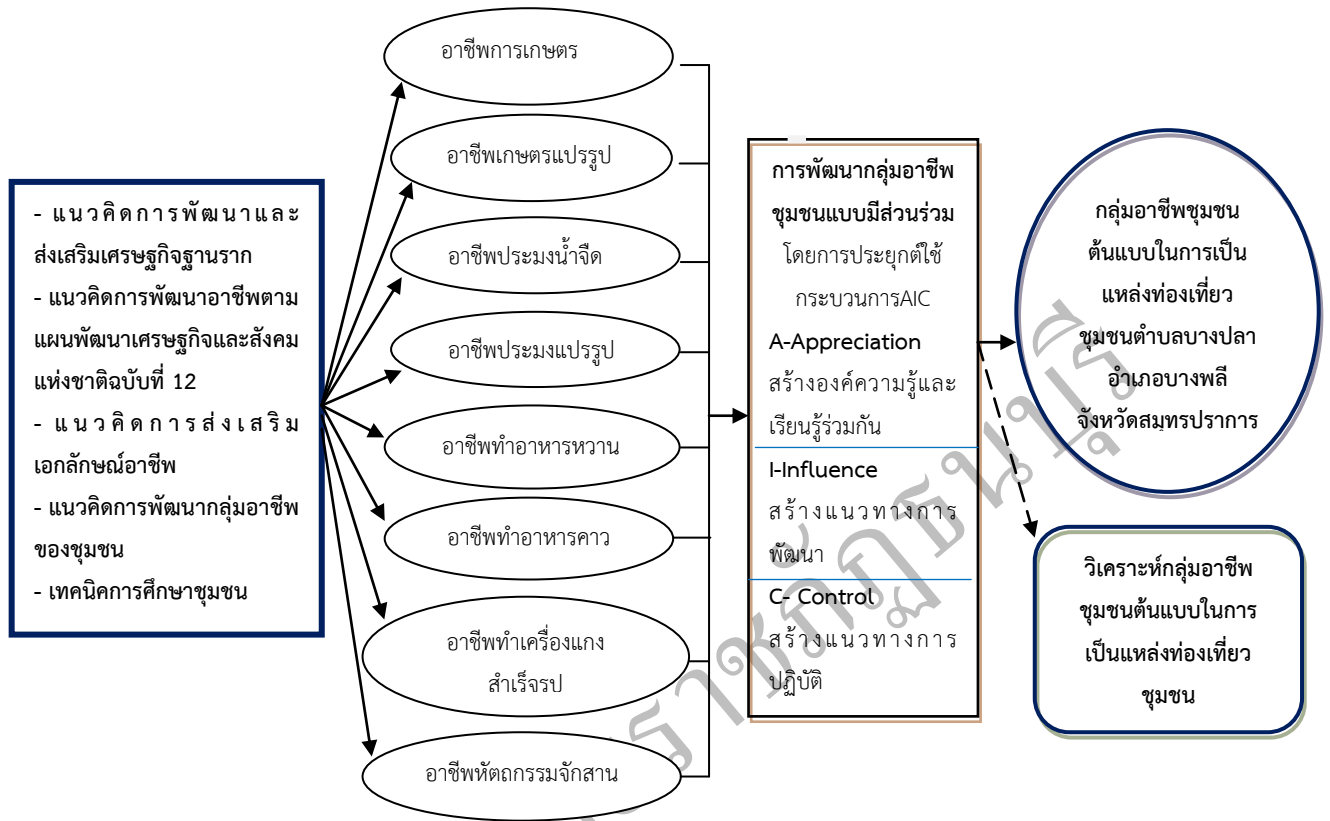 - แนวคิดการพัฒนาและ
ส่งเสริมเศรษฐกิจฐานราก
- แนวคิดการพัฒนาอาชีพตาม
แผนพัฒนาเศรษฐกิจและสังคม
แห่งชาติฉบับที่ 12
- แนวคิดการส่งเสริม
เอกลักษณ์อาชีพ
- แนวคิดการพัฒนากลุ่มอาชีพ
ของชุมชน
- เทคนิคการศึกษาชุมชน
อาชีพการเกษตร
อาชีพเกษตรแปรรูป
อาชีพประมงน้ำจืด
อาชีพประมงแปรรูป
อาชีพทำอาหารหวาน
อาชีพทำอาหารคาว
อาชีพทำเครื่องแกง
สำเร็จรป
อาชีพหัตถกรรมจักสาน
การพัฒนากลุ่มอาชีพ
ชุมชนแบบมีส่วนร่วม
โดยการประยุกต์ใช้
กระบวนการAIC
A-Appreciation
สร้างองค์ความรู้และ
เรียนรู้ร่วมกัน
I-Influence
สร้างแนวทางการ
พัฒนา
C- Control
สร้างแนวทางการ
ปฏิบัติ
กลุ่มอาชีพชุมชน
ต้นแบบในการเป็น
แหล่งท่องเที่ยว
ชุมชนตำบลบางปลา
อำเภอบางพลี
จังหวัดสมุทรปราการ
วิเคราะห์กลุ่มอาชีพ
ชุมชนต้นแบบในการ
เป็นแหล่งท่องเที่ยว
ชุมชน
ราชภัฏธนบุรี